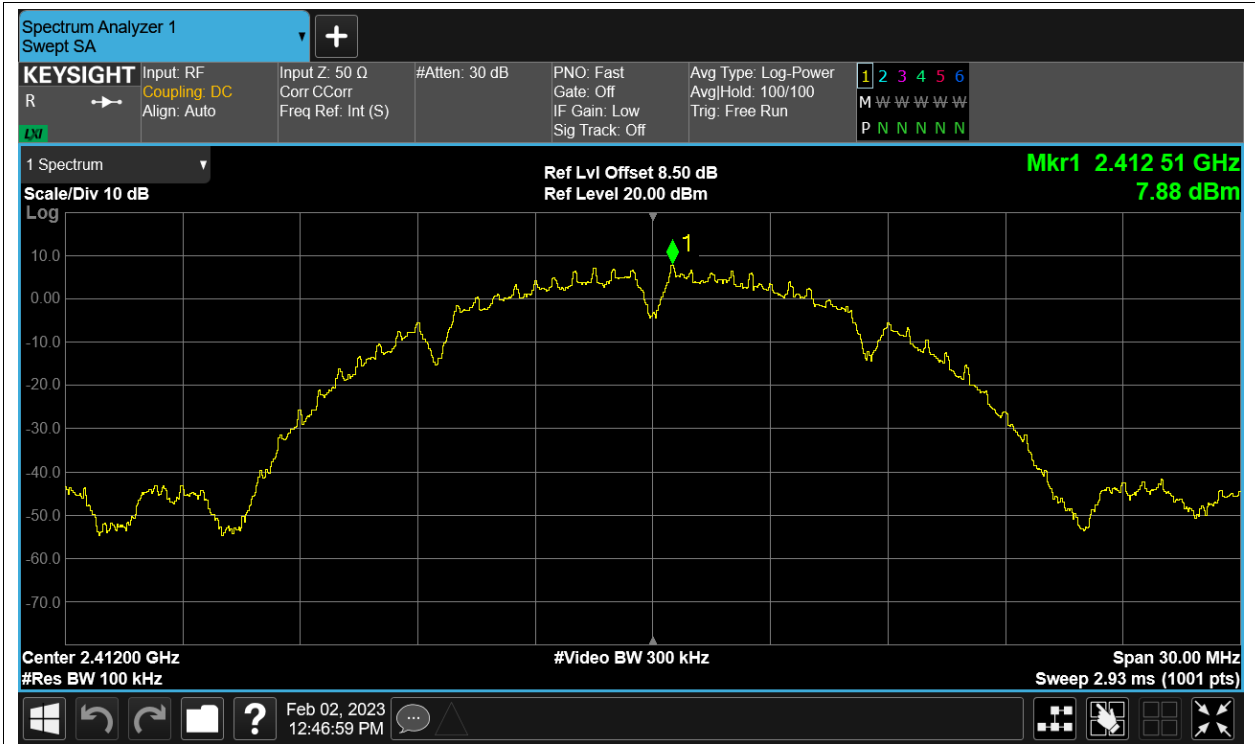 Spectrum Analyzer 1
Swept SA
KEYSIGHT
R
LXI
Input: RF
Coupling: DC
Align: Auto
Input Z: 50 Ω
Corr CCorr
Freq Ref: Int (S)
#Atten: 30 dB
PNO: Fast
Gate: Off
IF Gain: Low
Sig Track: Off
Avg Type: Log-Power
Avg|Hold: 100/100
Trig: Free Run
1 2 3 4 5 6
M W W W W W
P N N N N N
1 Spectrum
Scale/Div 10 dB
Log
Ref Lvl Offset 8.50 dB
Ref Level 20.00 dBm
Mkr1 2.412 51 GHz
7.88 dBm
1
10.0
0.00
-10.0
-20.0
-30.0
-40.0
-50.0
-60.0
-70.0
Center 2.41200 GHz
#Video BW 300 kHz
Span 30.00 MHz
#Res BW 100 kHz
Sweep 2.93 ms (1001 pts)
?
Feb 02, 2023
12:46:59 PM